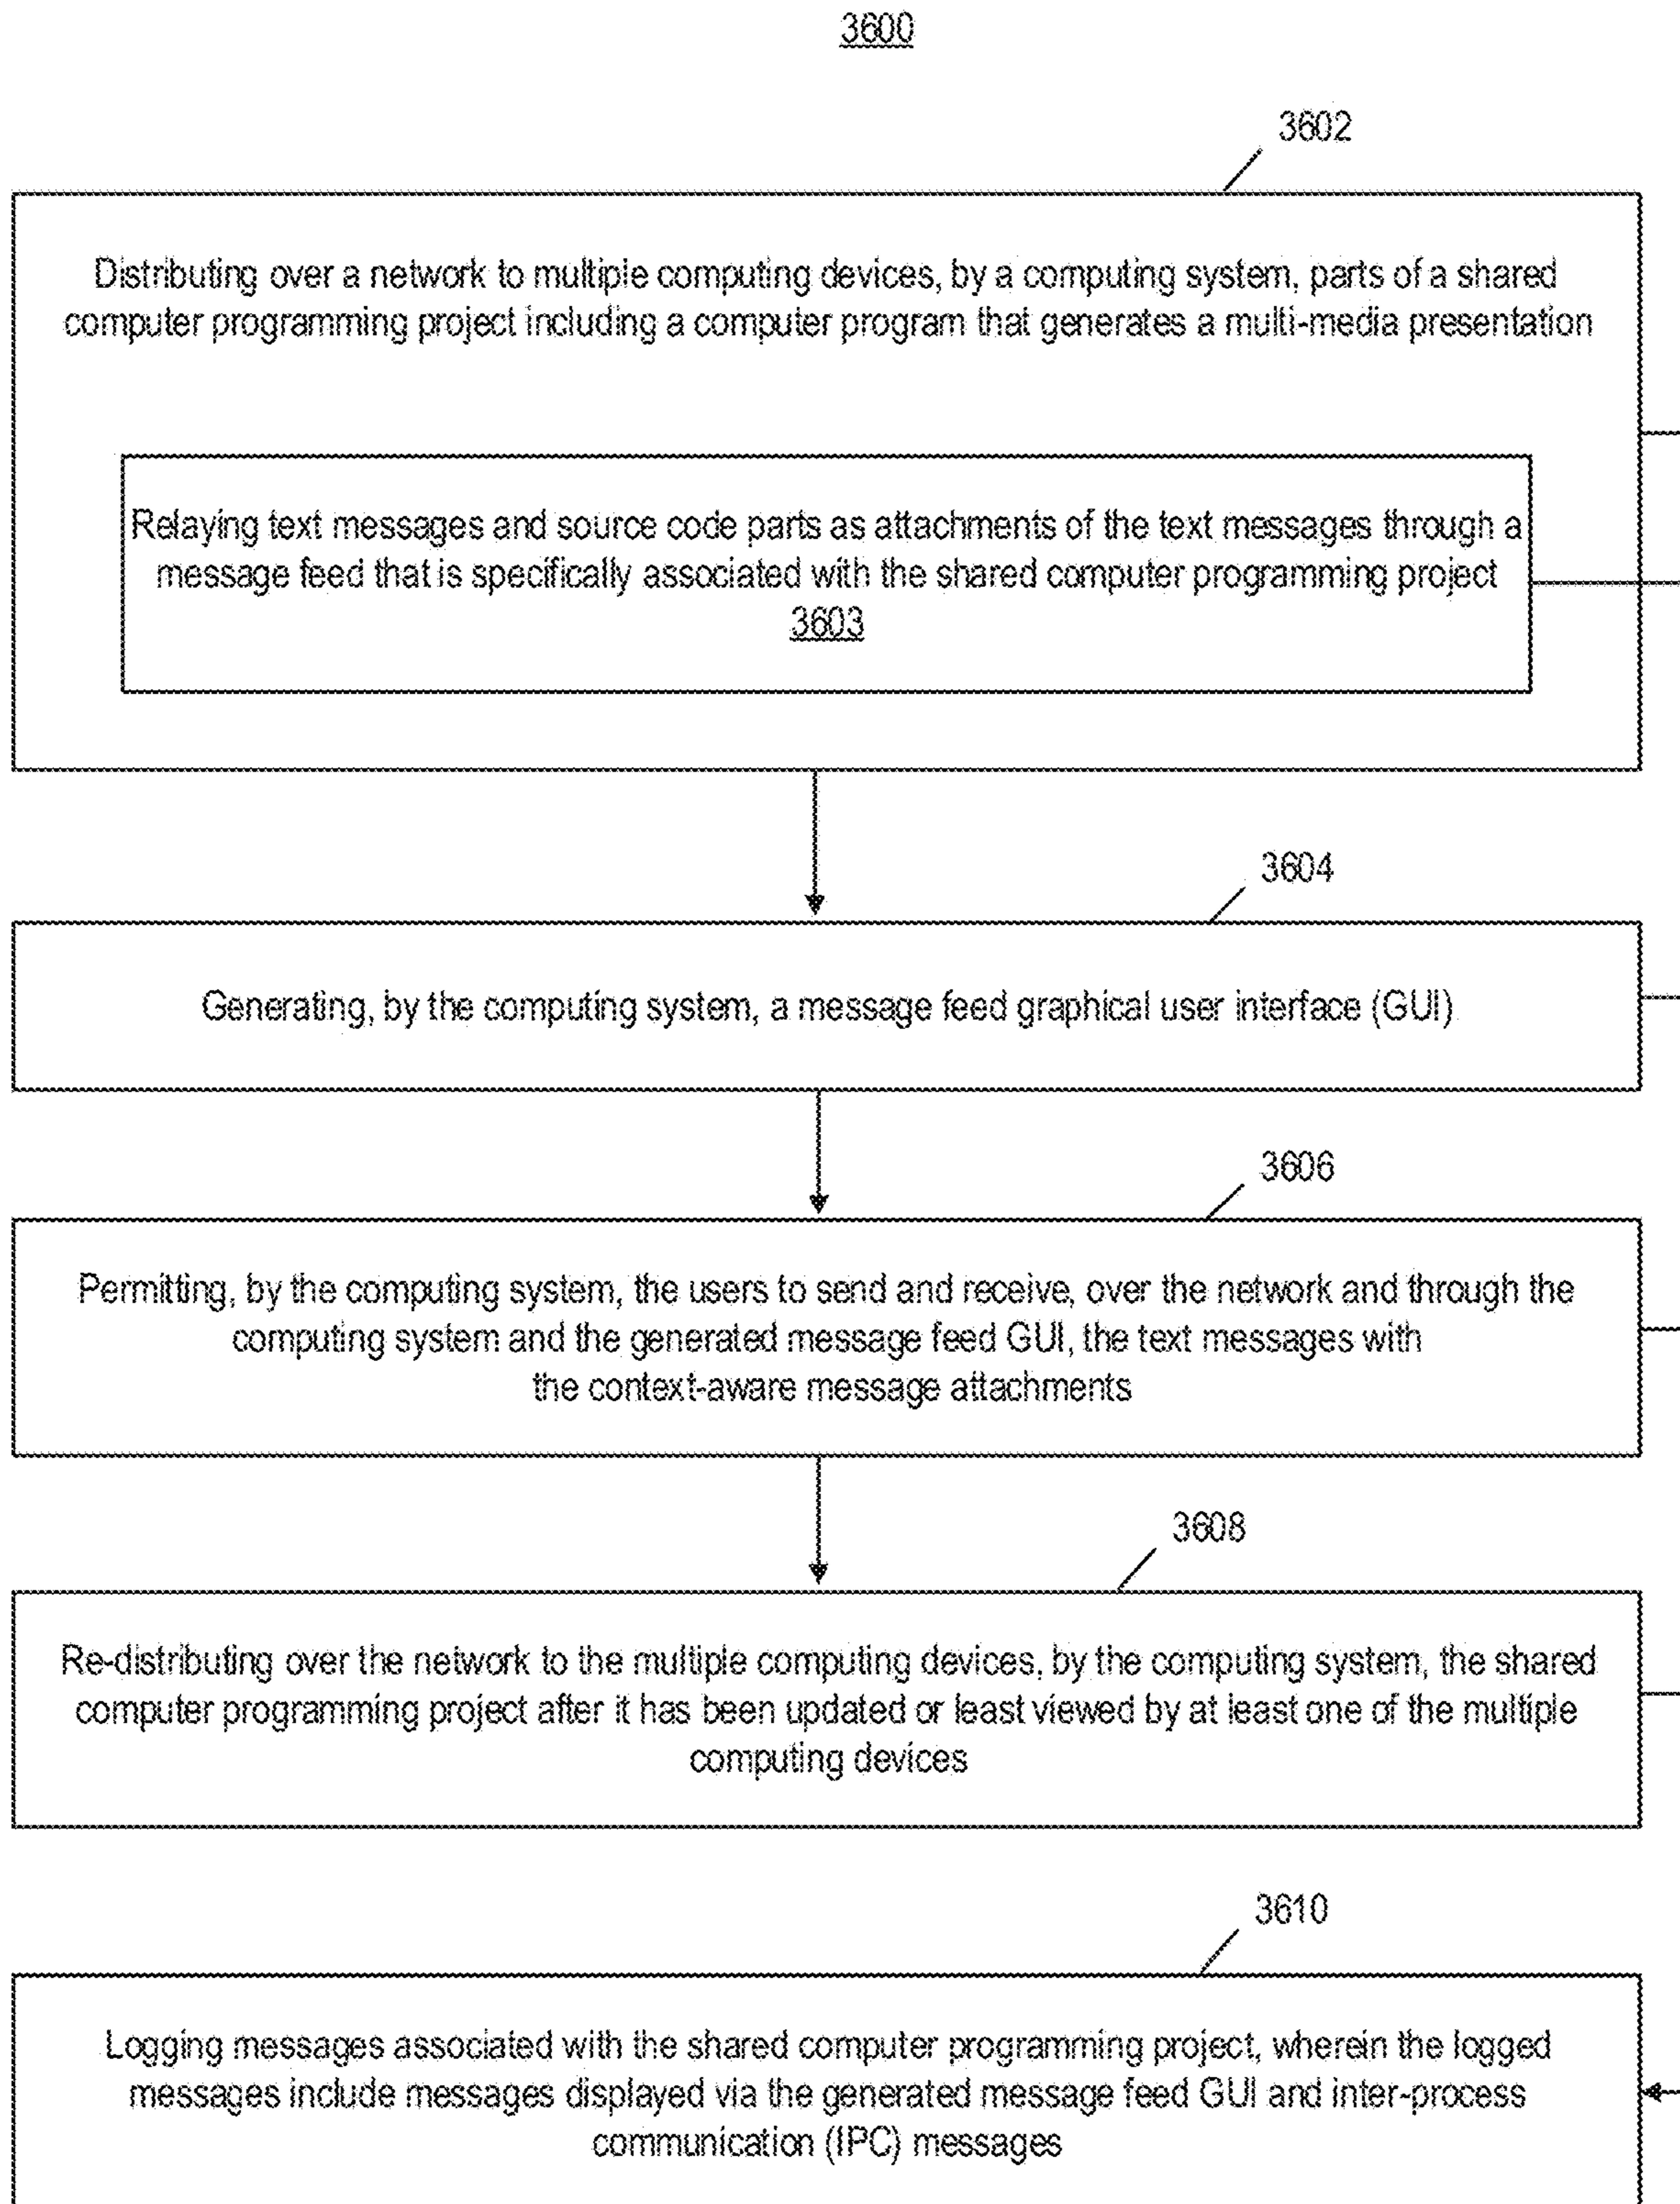 3600
3602
Distributing over a network to multiple computing devices, by a computing system, parts of a shared
computer programming project including a computer program that generates a multi-media presentation
Relaying text messages and source code parts as attachments of the text messages through a
message feed that is specifically associated with the shared computer programming project
3603
3604
Generating, by the computing system, a message feed graphical user interface (GUI)
3606
Permitting, by the computing system, the users to send and receive, over the network and through the
computing system and the generated message feed GUI, the text messages with
the context-aware message attachments
3608
Re-distributing over the network to the multiple computing devices, by the computing system, the shared
computer programming project after it has been updated or least viewed by at least one of the multiple
computing devices
3610
Logging messages associated with the shared computer programming project, wherein the logged
messages include messages displayed via the generated message feed GUI and inter-process
communication (IPC) messages